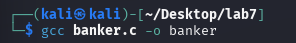 ┌──(kali㉿kali)-[~/Desktop/lab7]
└─$ gcc banker.c -o banker